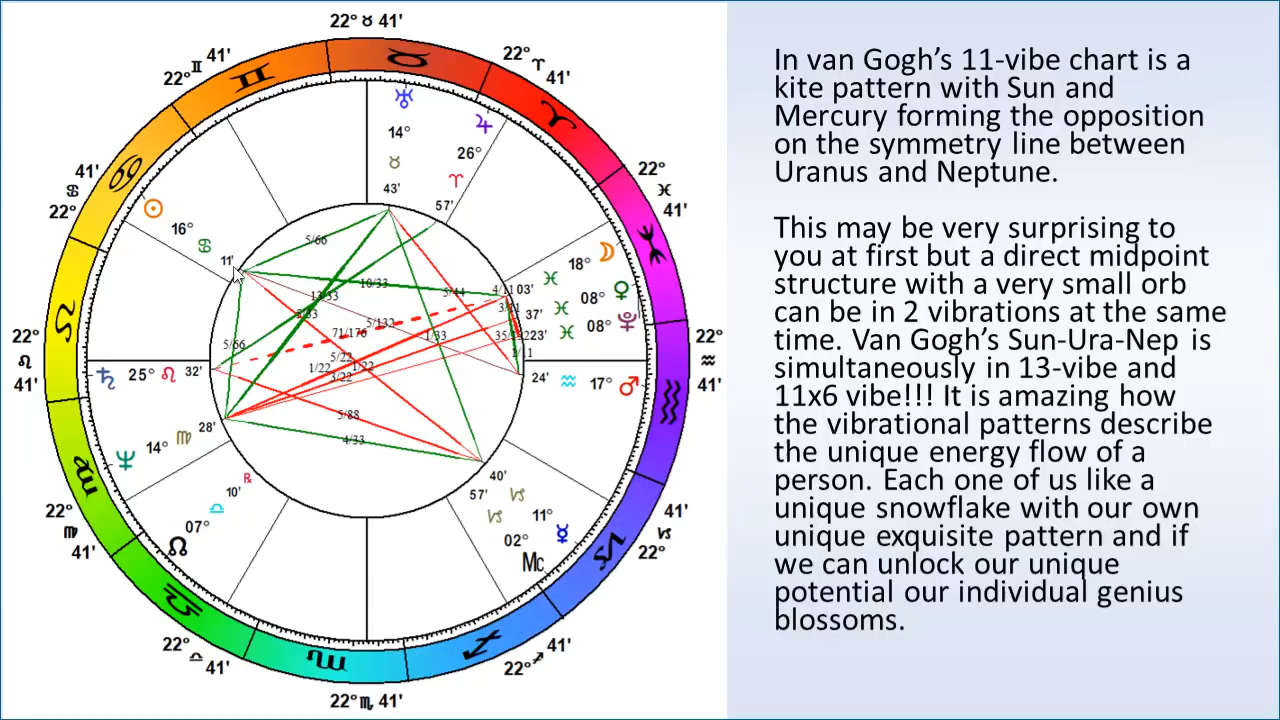 In van Gogh’s 11-vibe chart is a
kite pattern with Sun and
Mercury forming the opposition
on the symmetry line between
Uranus and Neptune.
This may be very surprising to
you at first but a direct midpoint
structure with a very small orb
can be in 2 vibrations at the same
time. Van Gogh’s Sun-Ura-Nep is
simultaneously in 13-vibe and
11x6 vibe!!! It is amazing how
the vibrational patterns describe
the unique energy flow of a
person. Each one of us like a
unique snowflake with our own
unique exquisite pattern and if
we can unlock our unique
potential our individual genius
blossoms.
22° ♉ 41'
22° ♈ 41'
22° ♓ 41'
22° ♒ 41'
41' ♑ 22°
22° ♐ 41'
22° ♏ 41'
22° ♎ 41'
22° ♍ 41'
22° ♌ 41'
41' ♋ 22°
22° ♊ 41'
♅ 14° ♉ 43'
♃ 26° ♈ 57'
☽ 18° ♓ 03'
♀ 08° ♓ 37'
♇ 08° ♓ 23'
24' ♒ 17° ♂
40' ♑ 11° ☿
57' ♑ 02° Mc
☊ 07° ♎ 10' ℞
♆ 14° ♍ 28'
♄ 25° ♌ 32'
☉ 16° ♋ 11'
5/66
10/33
13/33
5/44
4/11
5/132
71/176
1/33
5/66
5/22
1/22
1/22
3/22
5/88
4/33